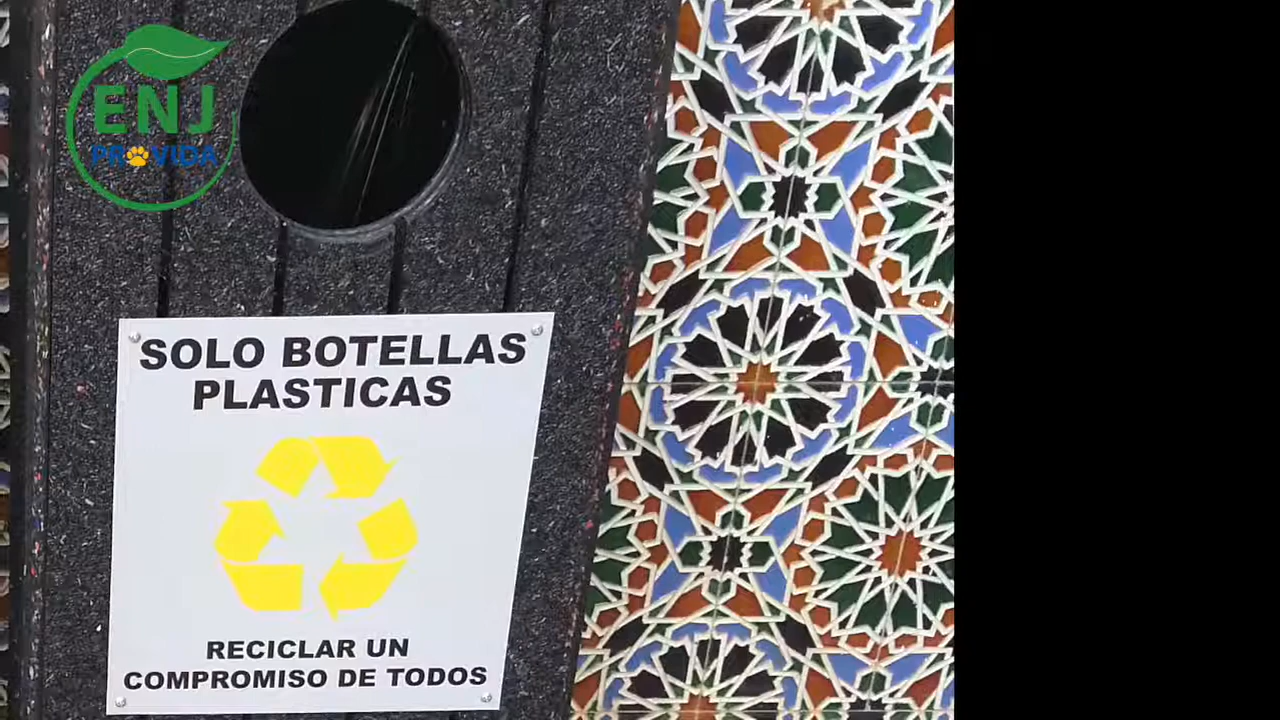 ENJ
PROVIDA
SOLO BOTELLAS
PLASTICAS
RECICLAR UN
COMPROMISO DE TODOS